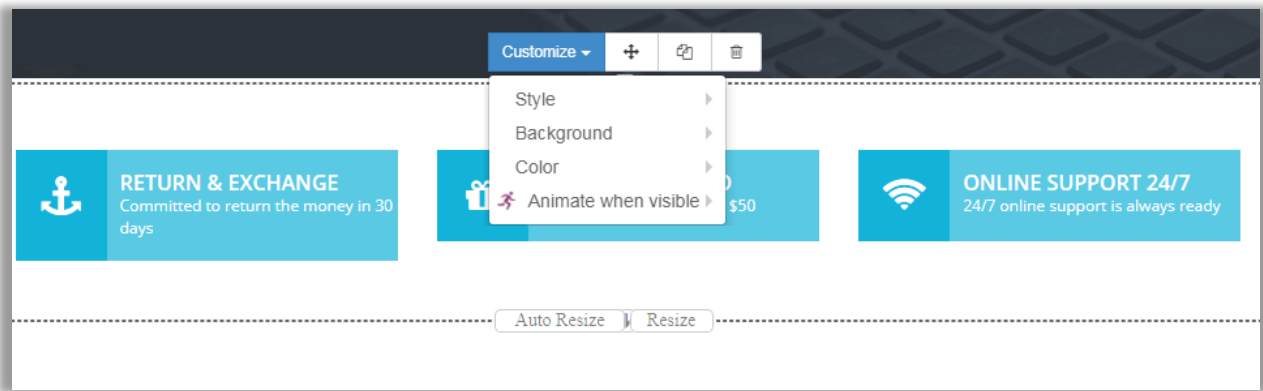 Customize
Style
Background
Color
Animate when visible
RETURN & EXCHANGE
Committed to return the money in 30
days
$50
ONLINE SUPPORT 24/7
24/7 online support is always ready
Auto Resize
Resize